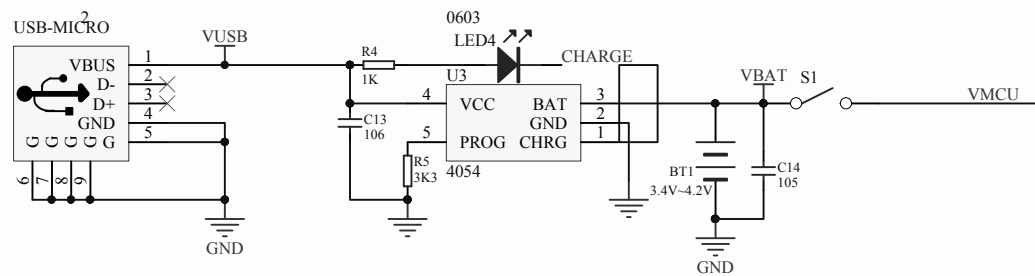 2
USB-MICRO
VBUS 1
D- 2
D+ 3
GND 4
G 5
G G G G
6 7 8 9
VUSB
GND
R4
1K
C13
106
0603
LED4
CHARGE
U3
4 VCC BAT 3
GND 2
5 PROG CHRG 1
4054
R5
3K3
VBAT
S1
VMCU
BT1
3.4V~4.2V
C14
105
GND